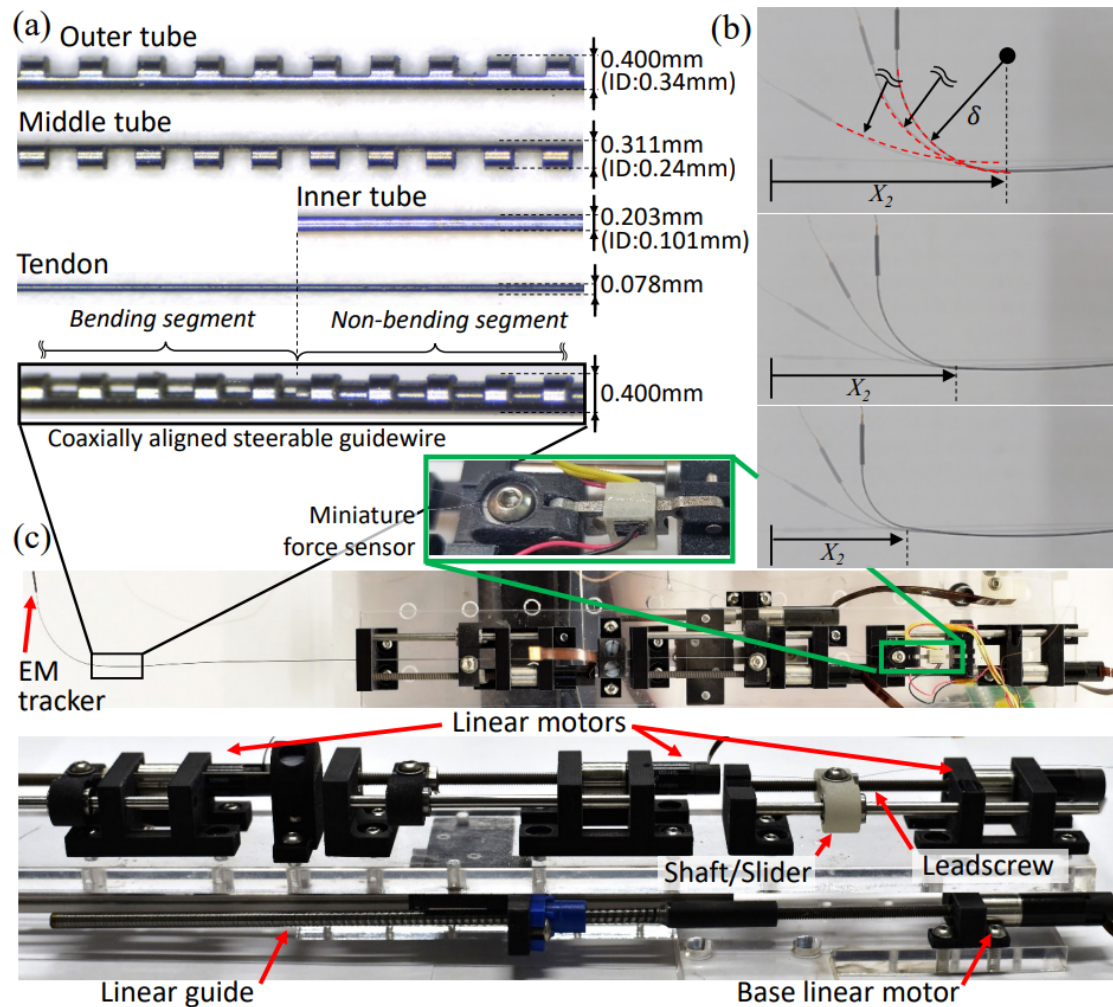 (a)
Outer tube
0.400mm
(ID:0.34mm)
Middle tube
0.311mm
(ID:0.24mm)
Inner tube
0.203mm
(ID:0.101mm)
Tendon
0.078mm
Bending segment
Non-bending segment
0.400mm
Coaxially aligned steerable guidewire
(b)
δ
X2
X2
X2
Miniature
force sensor
(c)
EM
tracker
Linear motors
Shaft/Slider
Leadscrew
Linear guide
Base linear
motor